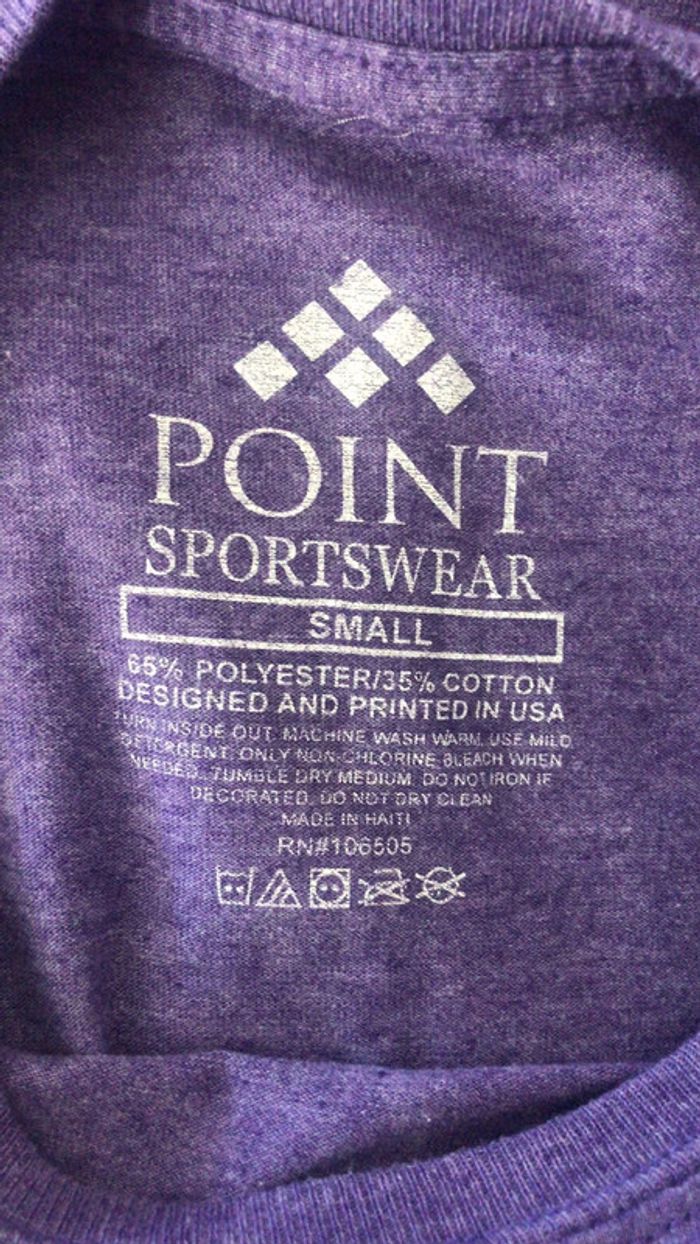 POINT
SPORTSWEAR
SMALL
65% POLYESTER/35% COTTON
DESIGNED AND PRINTED IN USA
TURN INSIDE OUT. MACHINE WASH WARM. USE MILD
DETERGENT. ONLY NON-CHLORINE BLEACH WHEN
NEEDED. TUMBLE DRY MEDIUM. DO NOT IRON IF
DECORATED. DO NOT DRY CLEAN
MADE IN HAITI
RN#106505